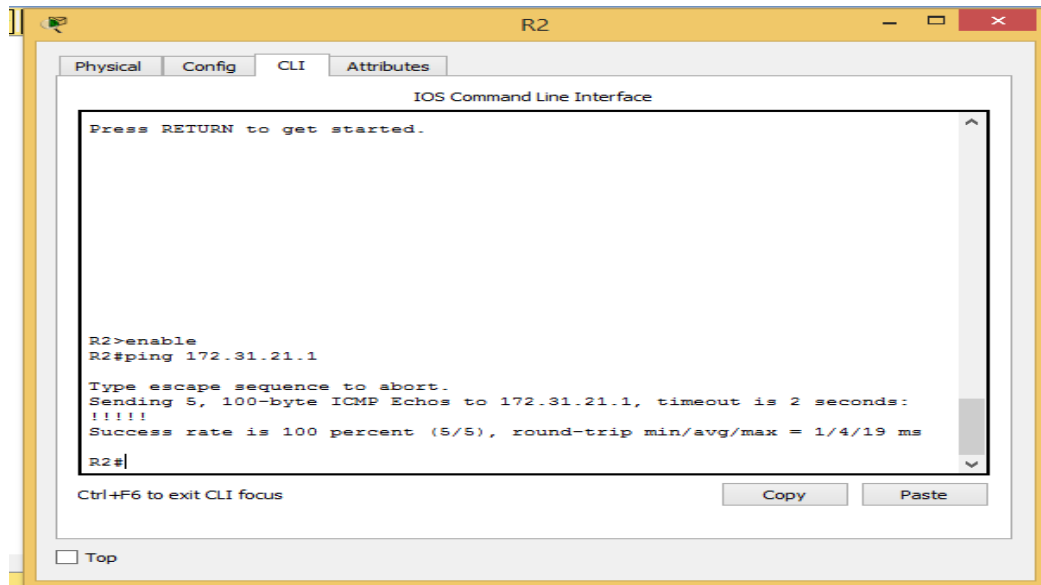 R2
Physical Config CLI Attributes
IOS Command Line Interface
Press RETURN to get started.
R2>enable
R2#ping 172.31.21.1
Type escape sequence to abort.
Sending 5, 100-byte ICMP Echos to 172.31.21.1, timeout is 2 seconds:
!!!!!
Success rate is 100 percent (5/5), round-trip min/avg/max = 1/4/19 ms
R2#
Ctrl+F6 to exit CLI focus
Copy Paste
Top